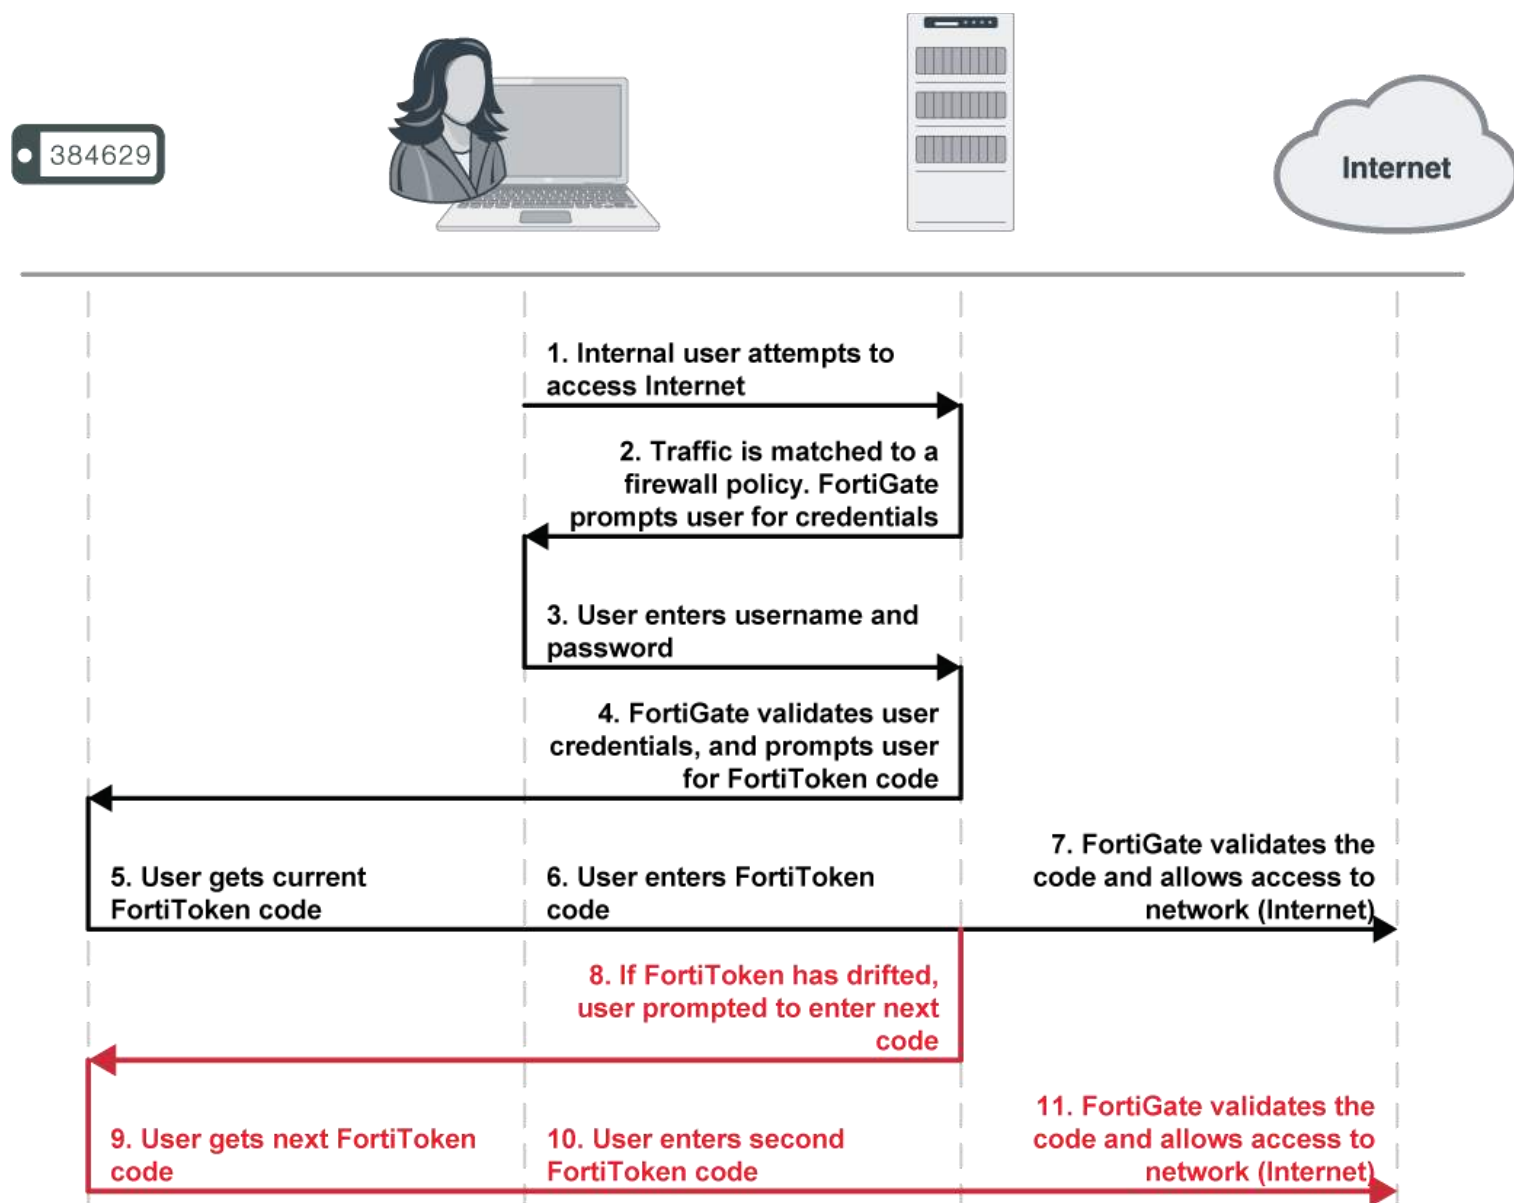 384629
Internet
1. Internal user attempts to
access Internet
2. Traffic is matched to a
firewall policy. FortiGate
prompts user for credentials
3. User enters username and
password
4. FortiGate validates user
credentials, and prompts user
for FortiToken code
5. User gets current
FortiToken code
6. User enters FortiToken
code
7. FortiGate validates the
code and allows access to
network (Internet)
8. If FortiToken has drifted,
user prompted to enter next
code
9. User gets next FortiToken
code
10. User enters second
FortiToken code
11. FortiGate validates the
code and allows access to
network (Internet)